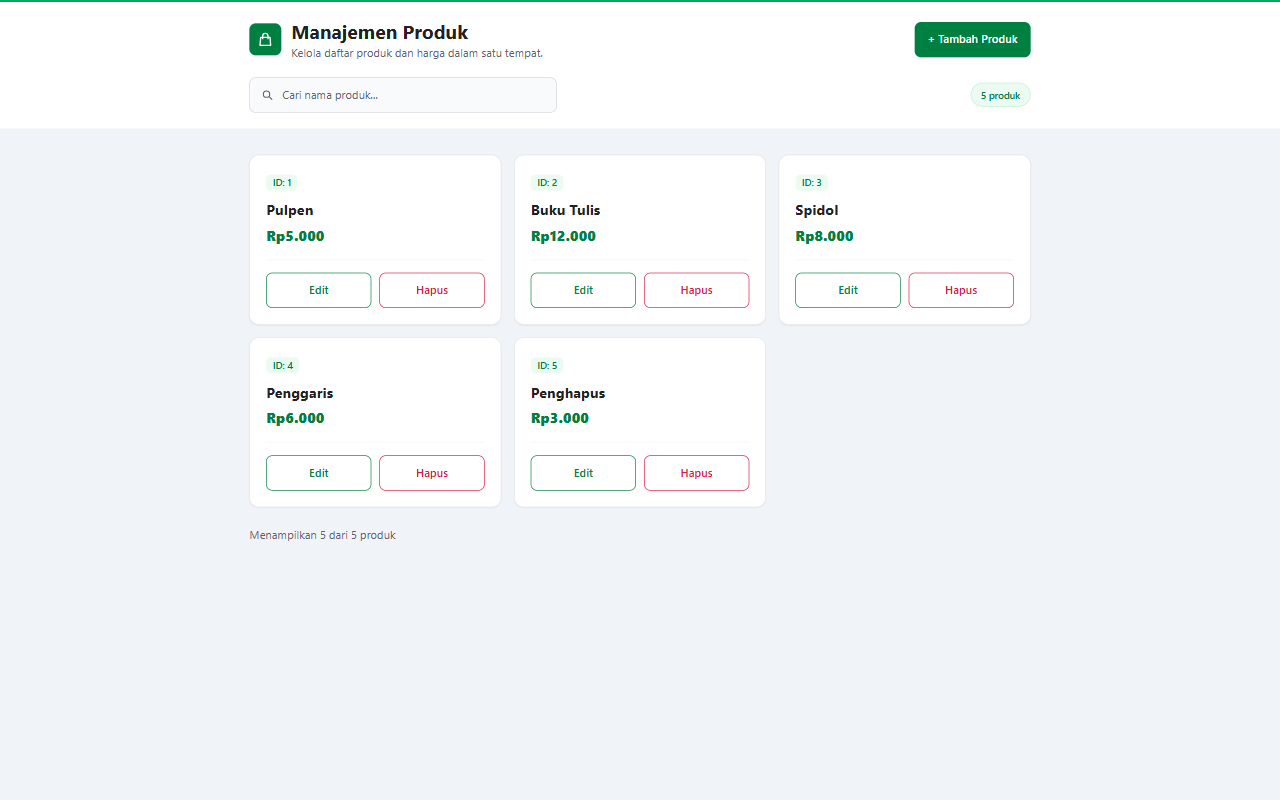 Manajemen Produk
Kelola daftar produk dan harga dalam satu tempat.
+ Tambah Produk
Cari nama produk...
5 produk
ID: 1
Pulpen
Rp5.000
Edit
Hapus
ID: 2
Buku Tulis
Rp12.000
Edit
Hapus
ID: 3
Spidol
Rp8.000
Edit
Hapus
ID: 4
Penggaris
Rp6.000
Edit
Hapus
ID: 5
Penghapus
Rp3.000
Edit
Hapus
Menampilkan 5 dari 5 produk